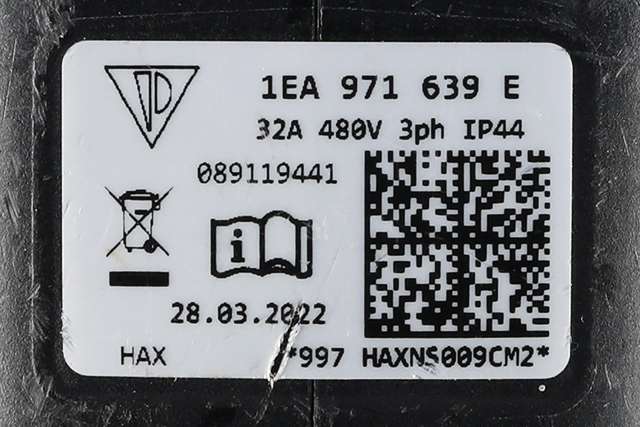 1EA 971 639 E
32A 480V 3ph IP44
089119441
28.03.2022
HAX *997 HAXNS009CM2*